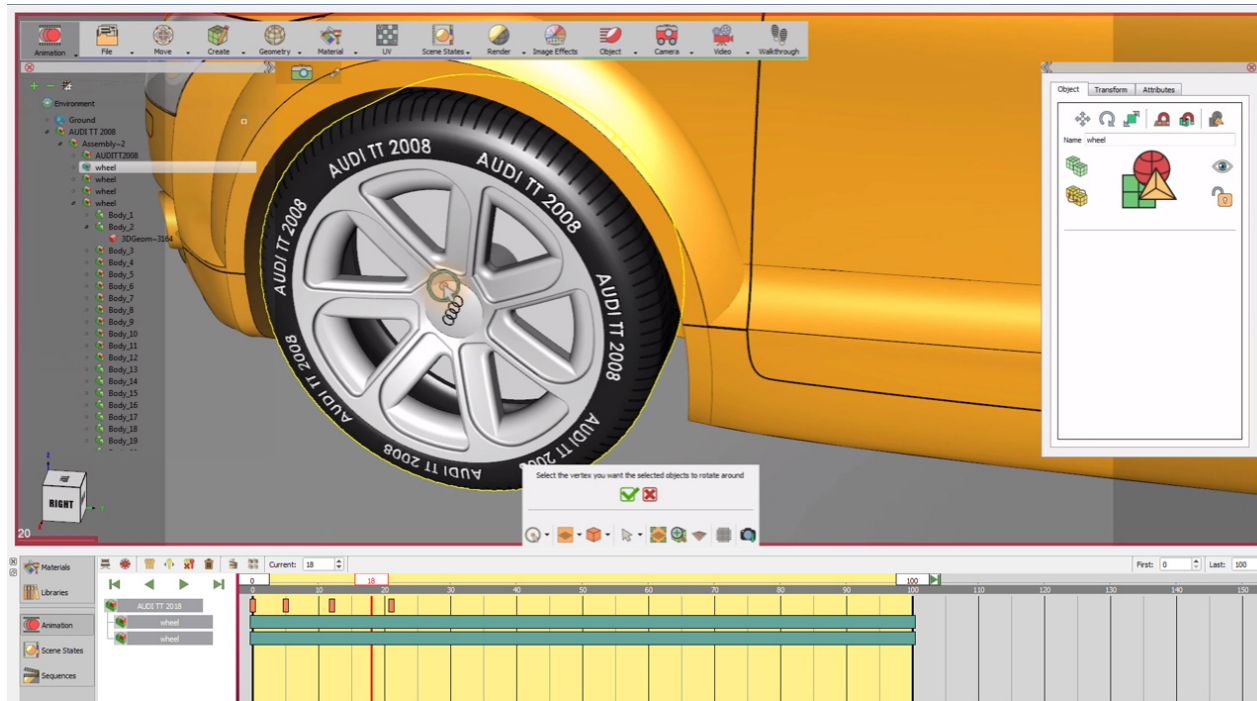 Animation
File
Move
Create
Geometry
Material
UV
Scene States
Render
Image Effects
Object
Camera
Video
Walkthrough
Environment
Ground
AUDI TT 2008
Assembly~2
AUDITT2008
wheel
wheel
wheel
wheel
Body_1
Body_2
3DGeom~3164
Body_3
Body_4
Body_5
Body_6
Body_7
Body_8
Body_9
Body_10
Body_11
Body_12
Body_13
Body_14
Body_15
Body_16
Body_17
Body_18
Body_19
RIGHT
20
AUDI TT 2008
AUDI TT 2008
AUDI TT 2008
AUDI TT 2008
AUDI TT 2008
AUDI TT 2008
AUDI TT 2008
AUDI TT 2008
Object Transform Attributes
Name wheel
Select the vertex you want the selected objects to rotate around
Materials
Libraries
Animation
Scene States
Sequences
Current: 18
First: 0 Last: 100
0 18 100
0 10 20 30 40 50 60 70 80 90 100 110 120 130 140 150
AUDI TT 2018
wheel
wheel